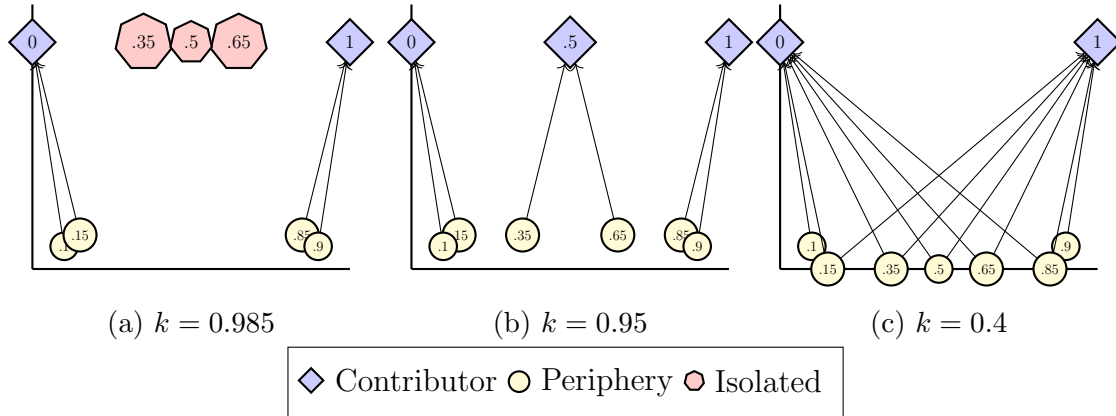 0 .35 .5 .65 1
.1 .15 .85 .9
(a) k = 0.985
0 .5 1
.1 .15 .35 .65 .85 .9
(b) k = 0.95
0 1
.1 .15 .35 .5 .65 .85 .9
(c) k = 0.4
Contributor Periphery Isolated